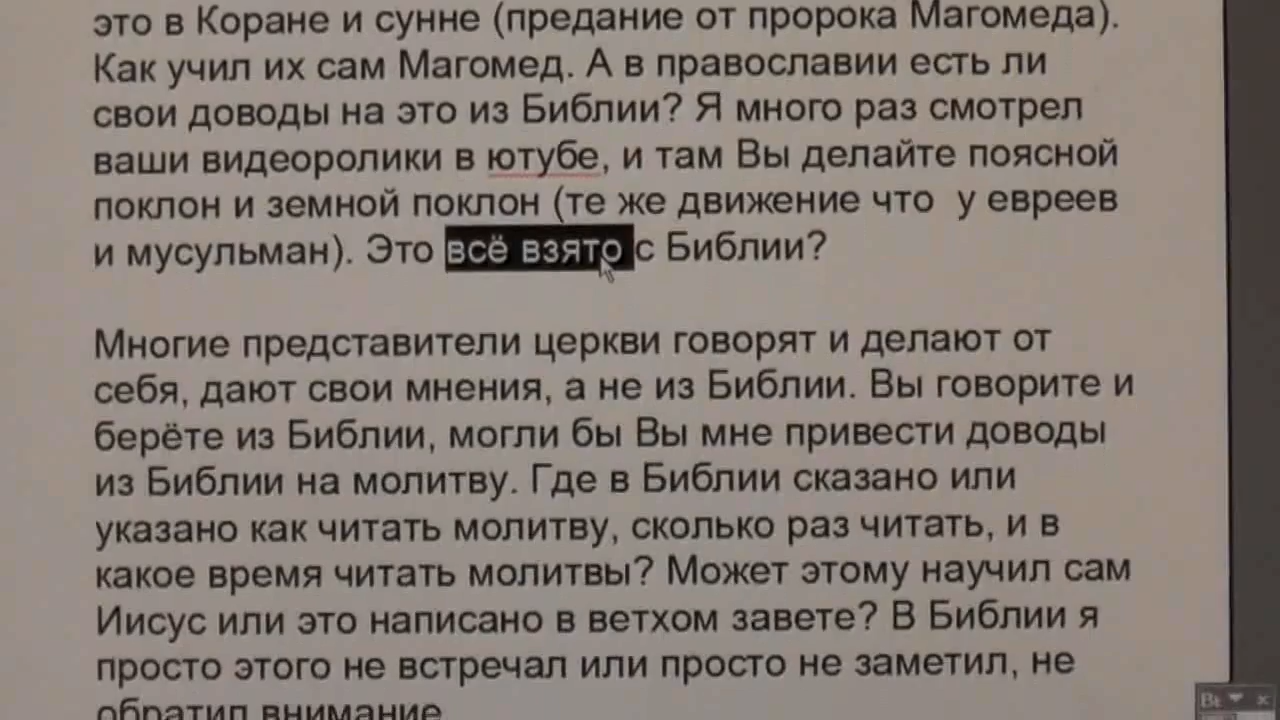 это в Коране и сунне (предание от пророка Магомеда).
Как учил их сам Магомед. А в православии есть ли
свои доводы на это из Библии? Я много раз смотрел
ваши видеоролики в ютубе, и там Вы делайте поясной
поклон и земной поклон (те же движение что у евреев
и мусульман). Это всё взято с Библии?
Многие представители церкви говорят и делают от
себя, дают свои мнения, а не из Библии. Вы говорите и
берёте из Библии, могли бы Вы мне привести доводы
из Библии на молитву. Где в Библии сказано или
указано как читать молитву, сколько раз читать, и в
какое время читать молитвы? Может этому научил сам
Иисус или это написано в ветхом завете? В Библии я
просто этого не встречал или просто не заметил, не
обратил внимание